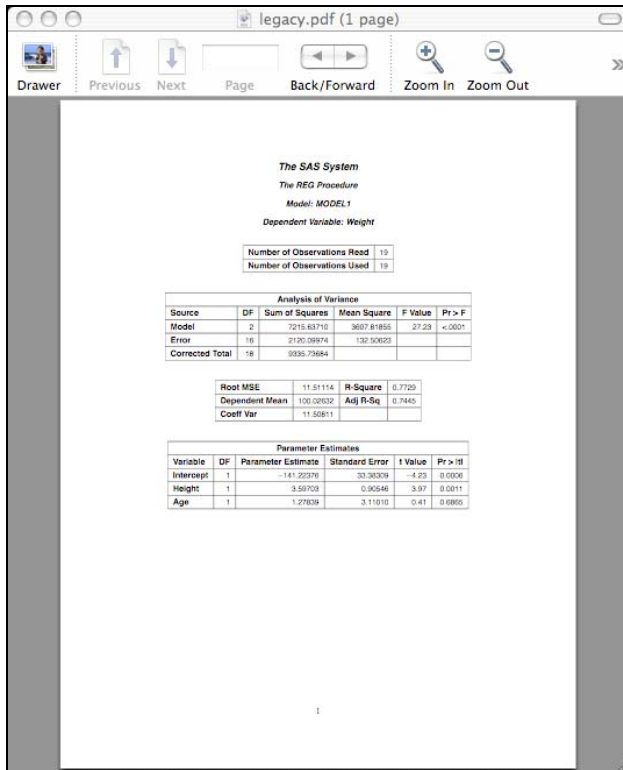 legacy.pdf (1 page)
Drawer Previous Next Page Back/Forward Zoom In Zoom Out
The SAS System
The REG Procedure
Model: MODEL1
Dependent Variable: Weight
Number of Observations Read 19
Number of Observations Used 19
Analysis of Variance
Source DF Sum of Squares Mean Square F Value Pr > F
Model 2 7215.63710 3607.81855 27.23 <.0001
Error 16 2120.09974 132.50623
Corrected Total 18 9335.73684
Root MSE 11.51114 R-Square 0.7729
Dependent Mean 100.02632 Adj R-Sq 0.7445
Coeff Var 11.50811
Parameter Estimates
Variable DF Parameter Estimate Standard Error t Value Pr > |t|
Intercept 1 −141.22376 33.38309 −4.23 0.0006
Height 1 3.59703 0.90546 3.97 0.0011
Age 1 1.27839 3.11010 0.41 0.6865
1